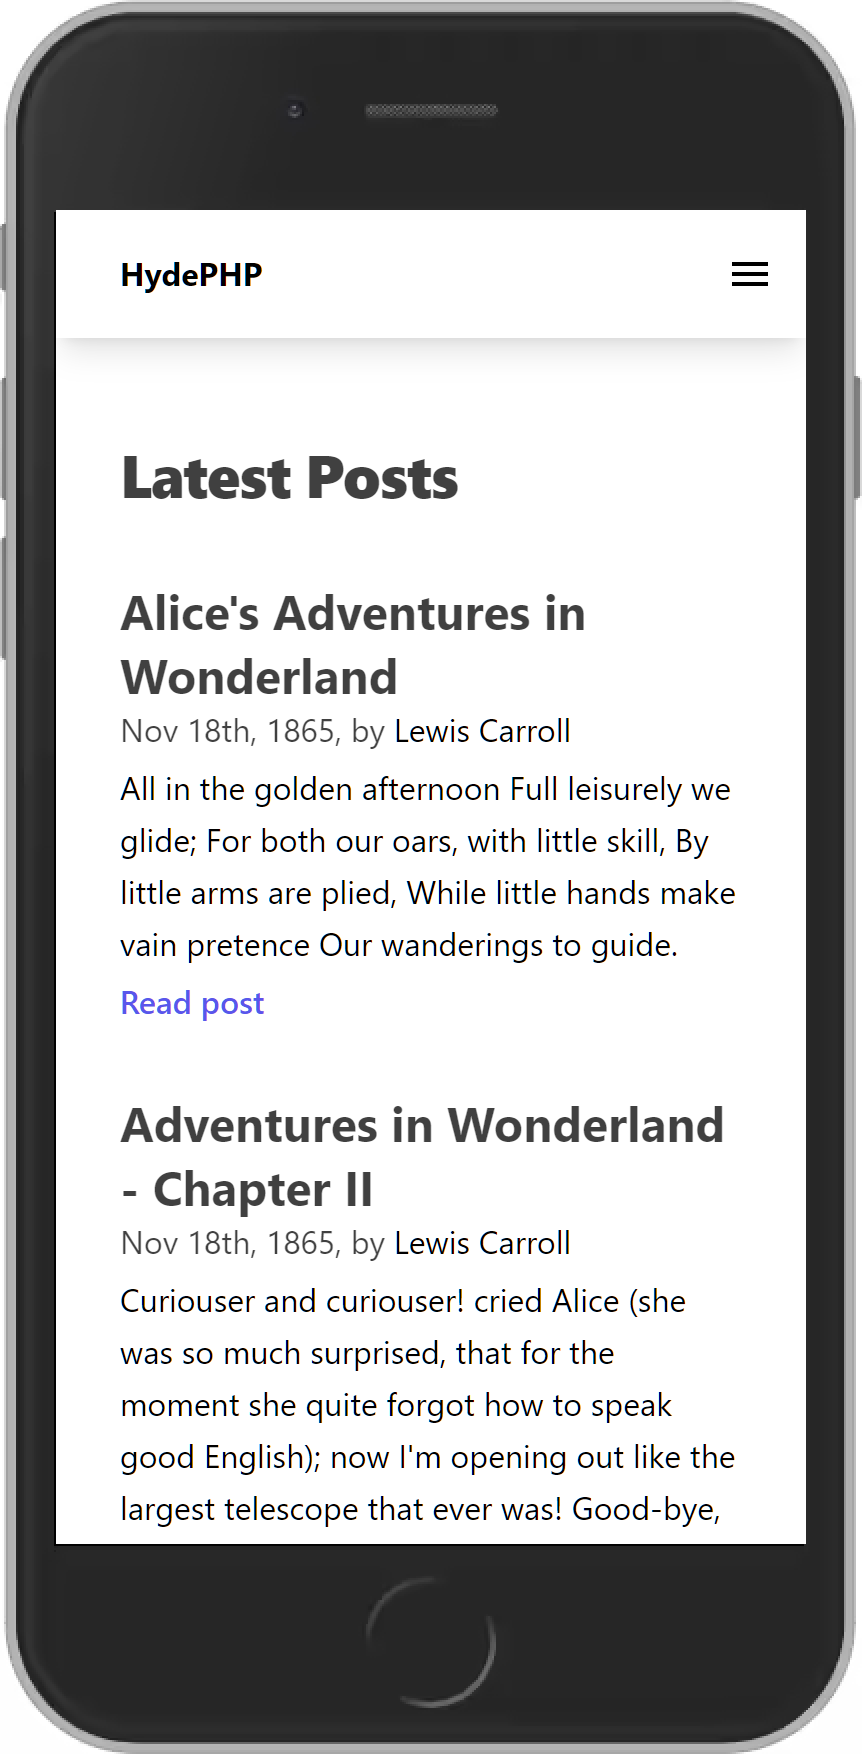 HydePHP
Latest Posts
Alice's Adventures in
Wonderland
Nov 18th, 1865, by Lewis Carroll
All in the golden afternoon Full leisurely we
glide; For both our oars, with little skill, By
little arms are plied, While little hands make
vain pretence Our wanderings to guide.
Read post
Adventures in Wonderland
- Chapter II
Nov 18th, 1865, by Lewis Carroll
Curiouser and curiouser! cried Alice (she
was so much surprised, that for the
moment she quite forgot how to speak
good English); now I'm opening out like the
largest telescope that ever was! Good-bye,